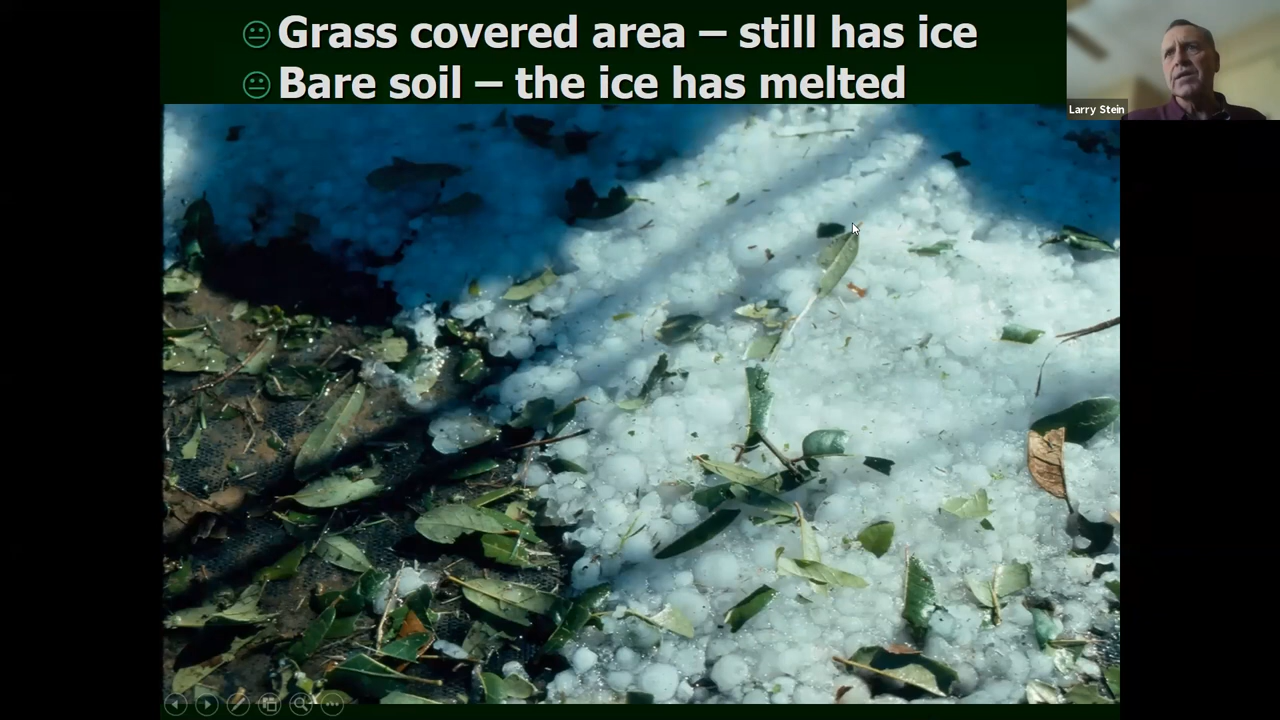 Grass covered area – still has ice
Bare soil – the ice has melted
Larry Stein